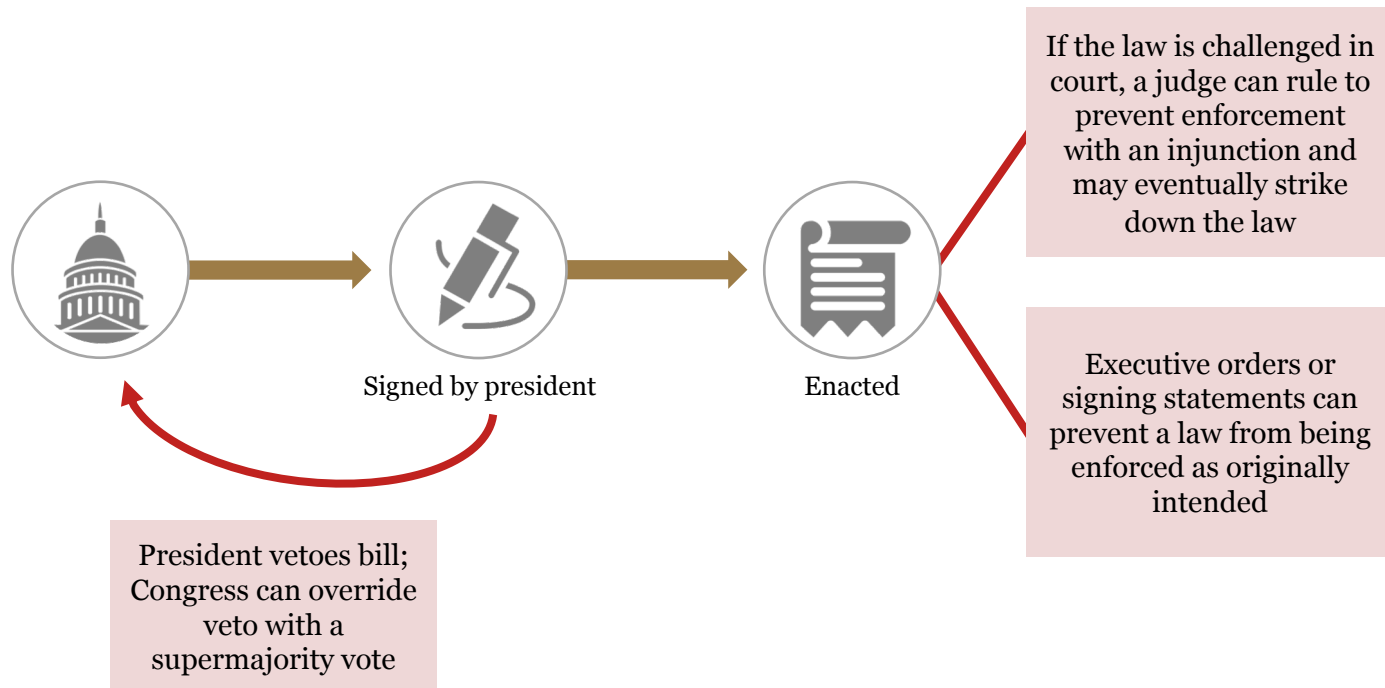 If the law is challenged in
court, a judge can rule to
prevent enforcement
with an injunction and
may eventually strike
down the law
Signed by president
Enacted
Executive orders or
signing statements can
prevent a law from being
enforced as originally
intended
President vetoes bill;
Congress can override
veto with a
supermajority vote